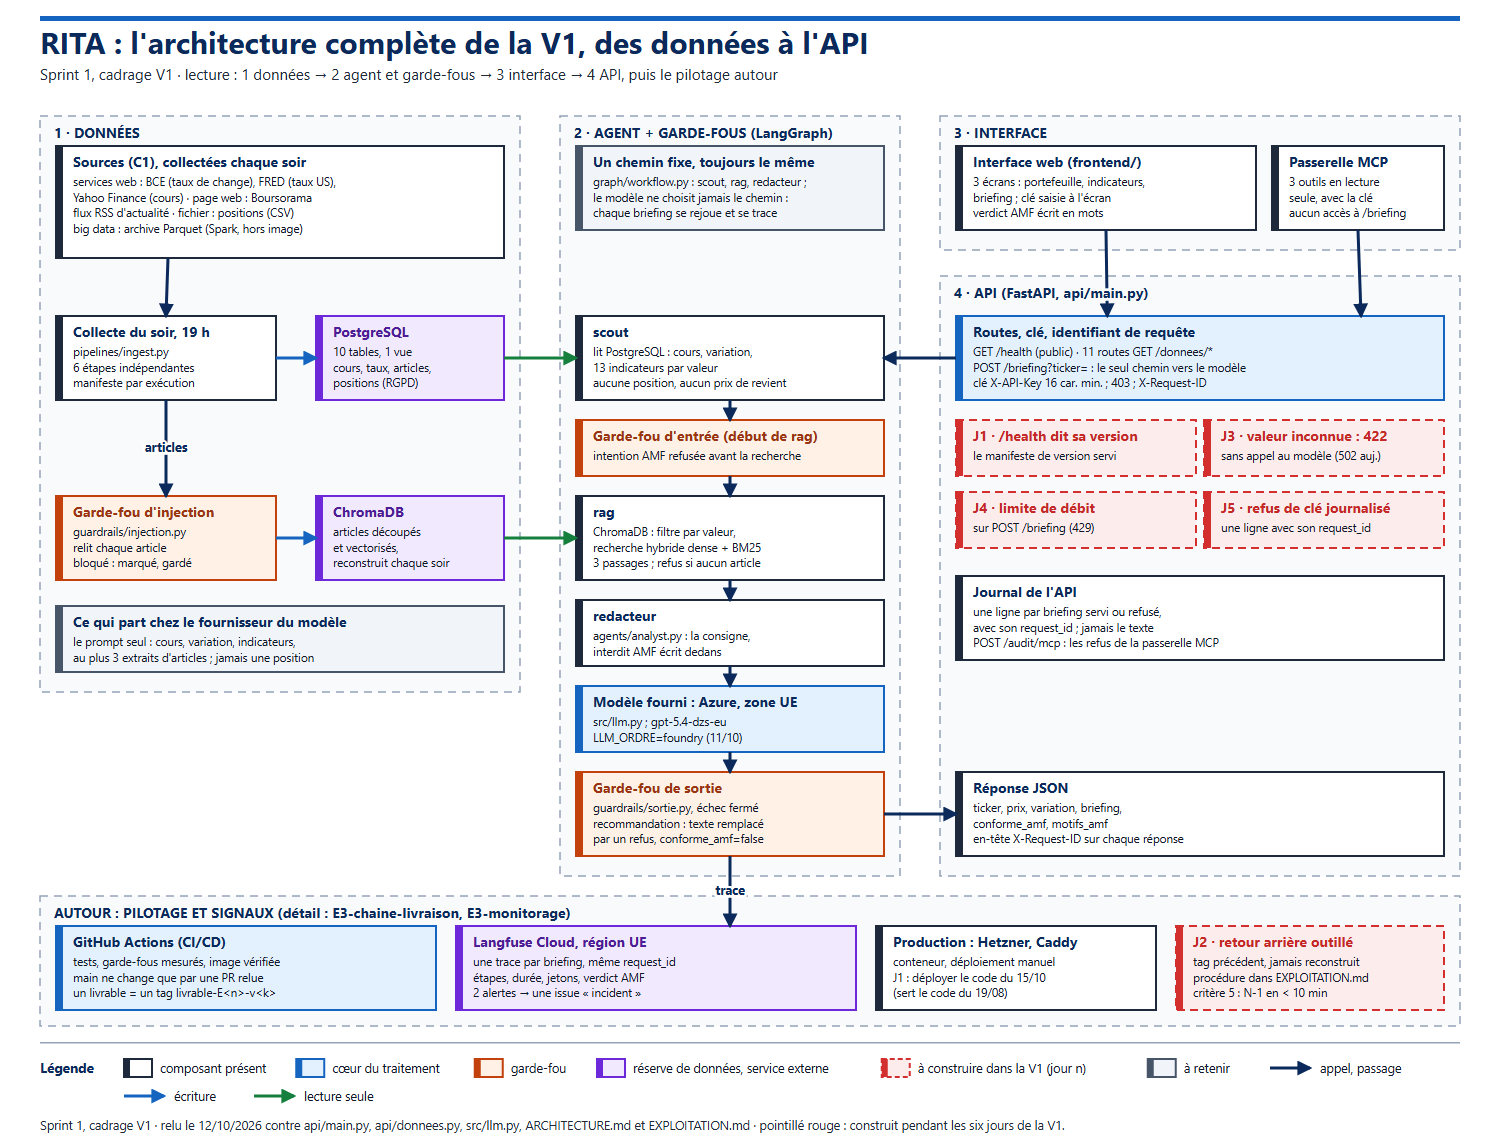 RITA : l'architecture complète de la V1, des données à l'API
Sprint 1, cadrage V1 · lecture : 1 données → 2 agent et garde-fous → 3 interface → 4 API, puis le pilotage autour
1 · DONNÉES
Sources (C1), collectées chaque soir
services web : BCE (taux de change), FRED (taux US),
Yahoo Finance (cours) · page web : Boursorama
flux RSS d'actualité · fichier : positions (CSV)
big data : archive Parquet (Spark, hors image)
Collecte du soir, 19 h
pipelines/ingest.py
6 étapes indépendantes
manifeste par exécution
PostgreSQL
10 tables, 1 vue
cours, taux, articles,
positions (RGPD)
articles
Garde-fou d'injection
guardrails/injection.py
relit chaque article
bloqué : marqué, gardé
ChromaDB
articles découpés
et vectorisés,
reconstruit chaque soir
Ce qui part chez le fournisseur du modèle
le prompt seul : cours, variation, indicateurs,
au plus 3 extraits d'articles ; jamais une position
2 · AGENT + GARDE-FOUS (LangGraph)
Un chemin fixe, toujours le même
graph/workflow.py : scout, rag, redacteur ;
le modèle ne choisit jamais le chemin :
chaque briefing se rejoue et se trace
scout
lit PostgreSQL : cours, variation,
13 indicateurs par valeur
aucune position, aucun prix de revient
Garde-fou d'entrée (début de rag)
intention AMF refusée avant la recherche
rag
ChromaDB : filtre par valeur,
recherche hybride dense + BM25
3 passages ; refus si aucun article
redacteur
agents/analyst.py : la consigne,
interdit AMF écrit dedans
Modèle fourni : Azure, zone UE
src/llm.py ; gpt-5.4-dzs-eu
LLM_ORDRE=foundry (11/10)
Garde-fou de sortie
guardrails/sortie.py, échec fermé
recommandation : texte remplacé
par un refus, conforme_amf=false
trace
3 · INTERFACE
Interface web (frontend/)
3 écrans : portefeuille, indicateurs,
briefing ; clé saisie à l'écran
verdict AMF écrit en mots
Passerelle MCP
3 outils en lecture
seule, avec la clé
aucun accès à /briefing
4 · API (FastAPI, api/main.py)
Routes, clé, identifiant de requête
GET /health (public) · 11 routes GET /donnees/*
POST /briefing?ticker= : le seul chemin vers le modèle
clé X-API-Key 16 car. min. ; 403 ; X-Request-ID
J1 · /health dit sa version
le manifeste de version servi
J3 · valeur inconnue : 422
sans appel au modèle (502 auj.)
J4 · limite de débit
sur POST /briefing (429)
J5 · refus de clé journalisé
une ligne avec son request_id
Journal de l'API
une ligne par briefing servi ou refusé,
avec son request_id ; jamais le texte
POST /audit/mcp : les refus de la passerelle MCP
Réponse JSON
ticker, prix, variation, briefing,
conforme_amf, motifs_amf
en-tête X-Request-ID sur chaque réponse
AUTOUR : PILOTAGE ET SIGNAUX (détail : E3-chaine-livraison, E3-monitorage)
GitHub Actions (CI/CD)
tests, garde-fous mesurés, image vérifiée
main ne change que par une PR relue
un livrable = un tag livrable-E<n>-v<k>
Langfuse Cloud, région UE
une trace par briefing, même request_id
étapes, durée, jetons, verdict AMF
2 alertes → une issue « incident »
Production : Hetzner, Caddy
conteneur, déploiement manuel
J1 : déployer le code du 15/10
(sert le code du 19/08)
J2 · retour arrière outillé
tag précédent, jamais reconstruit
procédure dans EXPLOITATION.md
critère 5 : N-1 en < 10 min
Légende
composant présent
cœur du traitement
garde-fou
réserve de données, service externe
à construire dans la V1 (jour n)
à retenir
appel, passage
écriture
lecture seule
Sprint 1, cadrage V1 · relu le 12/10/2026 contre api/main.py, api/donnees.py, src/llm.py, ARCHITECTURE.md et EXPLOITATION.md · pointillé rouge : construit pendant les six jours de la V1.